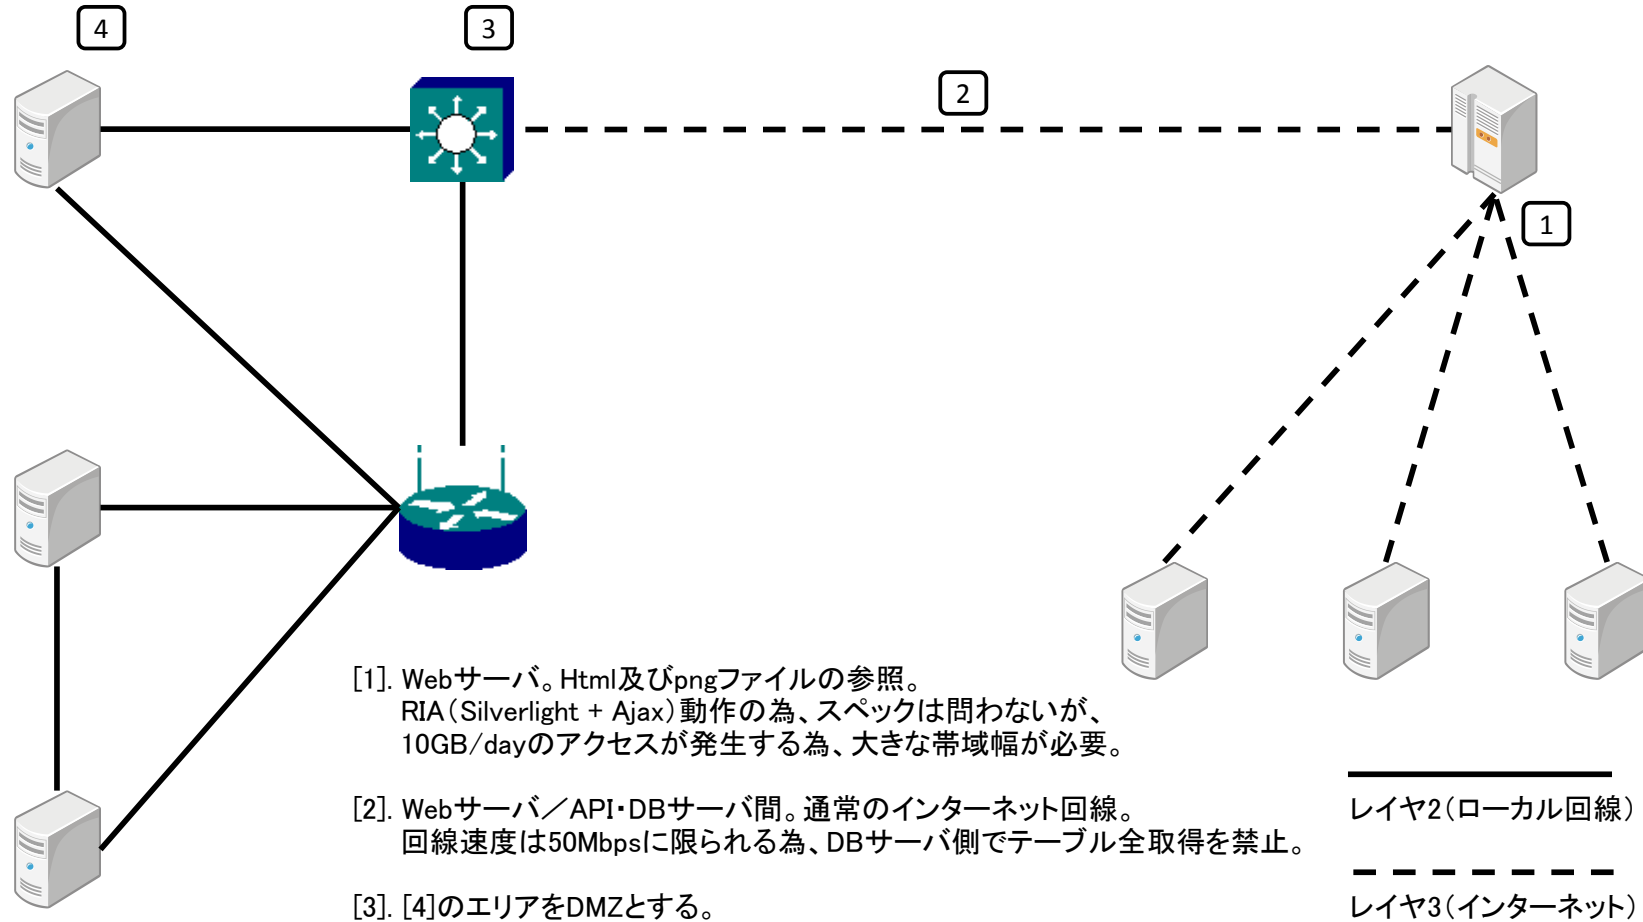 4
3
2
1
[1]. Webサーバ。Html及びpngファイルの参照。
RIA(Silverlight + Ajax)動作の為、スペックは問わないが、
10GB/dayのアクセスが発生する為、大きな帯域幅が必要。
[2]. Webサーバ/API・DBサーバ間。通常のインターネット回線。
回線速度は50Mbpsに限られる為、DBサーバ側でテーブル全取得を禁止。
[3]. [4]のエリアをDMZとする。
レイヤ2(ローカル回線)
レイヤ3(インターネット)